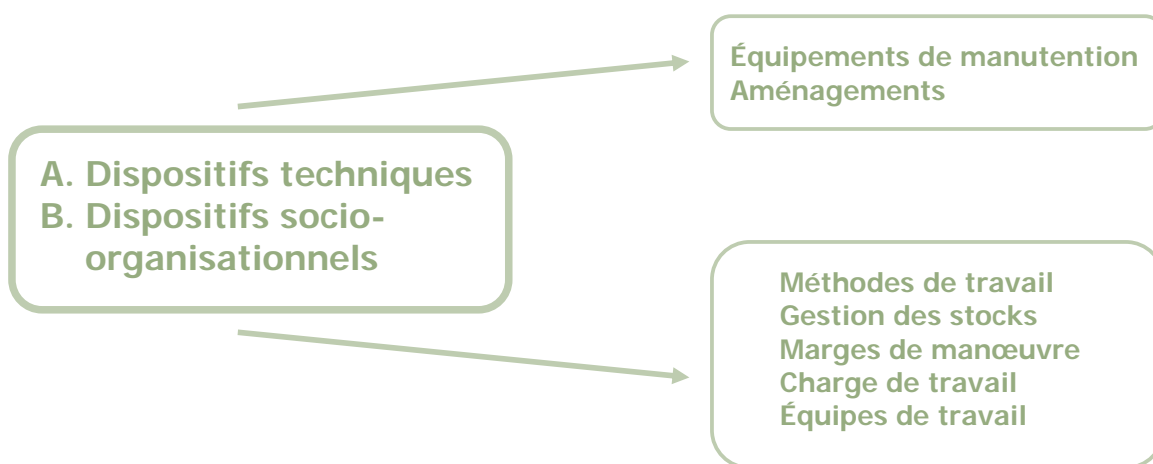 Équipements de manutention
Aménagements
A. Dispositifs techniques
B. Dispositifs socio-
organisationnels
Méthodes de travail
Gestion des stocks
Marges de manœuvre
Charge de travail
Équipes de travail